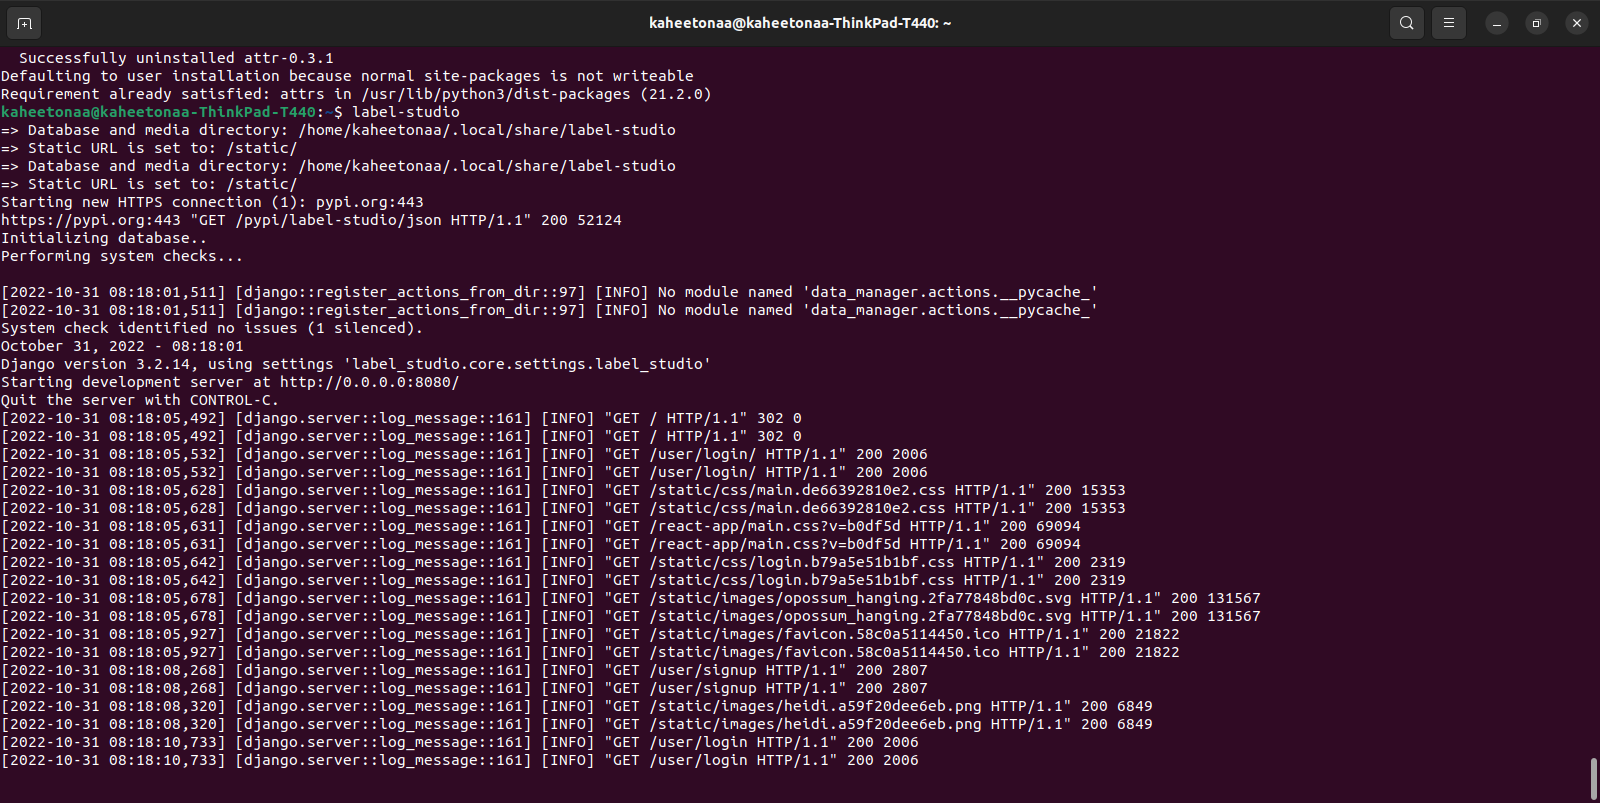 kaheetonaa@kaheetonaa-ThinkPad-T440: ~
  Successfully uninstalled attr-0.3.1
Defaulting to user installation because normal site-packages is not writeable
Requirement already satisfied: attrs in /usr/lib/python3/dist-packages (21.2.0)
kaheetonaa@kaheetonaa-ThinkPad-T440:~$ label-studio
=> Database and media directory: /home/kaheetonaa/.local/share/label-studio
=> Static URL is set to: /static/
=> Database and media directory: /home/kaheetonaa/.local/share/label-studio
=> Static URL is set to: /static/
Starting new HTTPS connection (1): pypi.org:443
https://pypi.org:443 "GET /pypi/label-studio/json HTTP/1.1" 200 52124
Initializing database..
Performing system checks...
[2022-10-31 08:18:01,511] [django::register_actions_from_dir::97] [INFO] No module named 'data_manager.actions.__pycache_'
[2022-10-31 08:18:01,511] [django::register_actions_from_dir::97] [INFO] No module named 'data_manager.actions.__pycache_'
System check identified no issues (1 silenced).
October 31, 2022 - 08:18:01
Django version 3.2.14, using settings 'label_studio.core.settings.label_studio'
Starting development server at http://0.0.0.0:8080/
Quit the server with CONTROL-C.
[2022-10-31 08:18:05,492] [django.server::log_message::161] [INFO] "GET / HTTP/1.1" 302 0
[2022-10-31 08:18:05,492] [django.server::log_message::161] [INFO] "GET / HTTP/1.1" 302 0
[2022-10-31 08:18:05,532] [django.server::log_message::161] [INFO] "GET /user/login/ HTTP/1.1" 200 2006
[2022-10-31 08:18:05,532] [django.server::log_message::161] [INFO] "GET /user/login/ HTTP/1.1" 200 2006
[2022-10-31 08:18:05,628] [django.server::log_message::161] [INFO] "GET /static/css/main.de66392810e2.css HTTP/1.1" 200 15353
[2022-10-31 08:18:05,628] [django.server::log_message::161] [INFO] "GET /static/css/main.de66392810e2.css HTTP/1.1" 200 15353
[2022-10-31 08:18:05,631] [django.server::log_message::161] [INFO] "GET /react-app/main.css?v=b0df5d HTTP/1.1" 200 69094
[2022-10-31 08:18:05,631] [django.server::log_message::161] [INFO] "GET /react-app/main.css?v=b0df5d HTTP/1.1" 200 69094
[2022-10-31 08:18:05,642] [django.server::log_message::161] [INFO] "GET /static/css/login.b79a5e51b1bf.css HTTP/1.1" 200 2319
[2022-10-31 08:18:05,642] [django.server::log_message::161] [INFO] "GET /static/css/login.b79a5e51b1bf.css HTTP/1.1" 200 2319
[2022-10-31 08:18:05,678] [django.server::log_message::161] [INFO] "GET /static/images/opossum_hanging.2fa77848bd0c.svg HTTP/1.1" 200 131567
[2022-10-31 08:18:05,678] [django.server::log_message::161] [INFO] "GET /static/images/opossum_hanging.2fa77848bd0c.svg HTTP/1.1" 200 131567
[2022-10-31 08:18:05,927] [django.server::log_message::161] [INFO] "GET /static/images/favicon.58c0a5114450.ico HTTP/1.1" 200 21822
[2022-10-31 08:18:05,927] [django.server::log_message::161] [INFO] "GET /static/images/favicon.58c0a5114450.ico HTTP/1.1" 200 21822
[2022-10-31 08:18:08,268] [django.server::log_message::161] [INFO] "GET /user/signup HTTP/1.1" 200 2807
[2022-10-31 08:18:08,268] [django.server::log_message::161] [INFO] "GET /user/signup HTTP/1.1" 200 2807
[2022-10-31 08:18:08,320] [django.server::log_message::161] [INFO] "GET /static/images/heidi.a59f20dee6eb.png HTTP/1.1" 200 6849
[2022-10-31 08:18:08,320] [django.server::log_message::161] [INFO] "GET /static/images/heidi.a59f20dee6eb.png HTTP/1.1" 200 6849
[2022-10-31 08:18:10,733] [django.server::log_message::161] [INFO] "GET /user/login HTTP/1.1" 200 2006
[2022-10-31 08:18:10,733] [django.server::log_message::161] [INFO] "GET /user/login HTTP/1.1" 200 2006